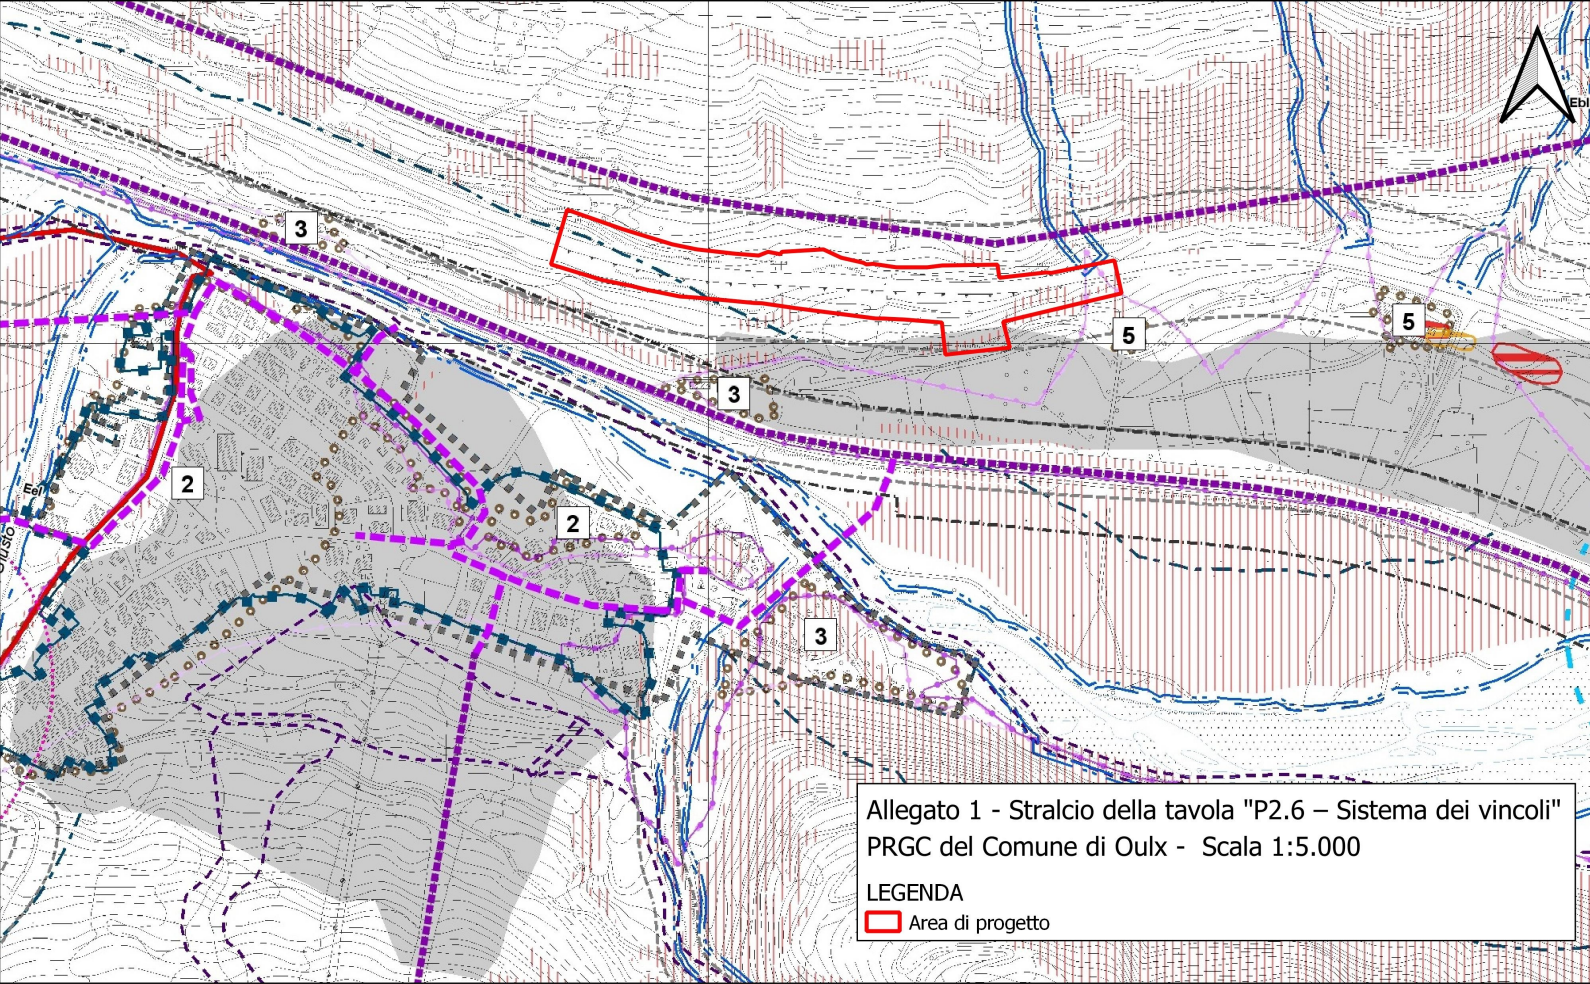 Ebl
3
5
5
3
2
Eel
2
3
Allegato 1 - Stralcio della tavola "P2.6 – Sistema dei vincoli"
PRGC del Comune di Oulx - Scala 1:5.000
LEGENDA
Area di progetto